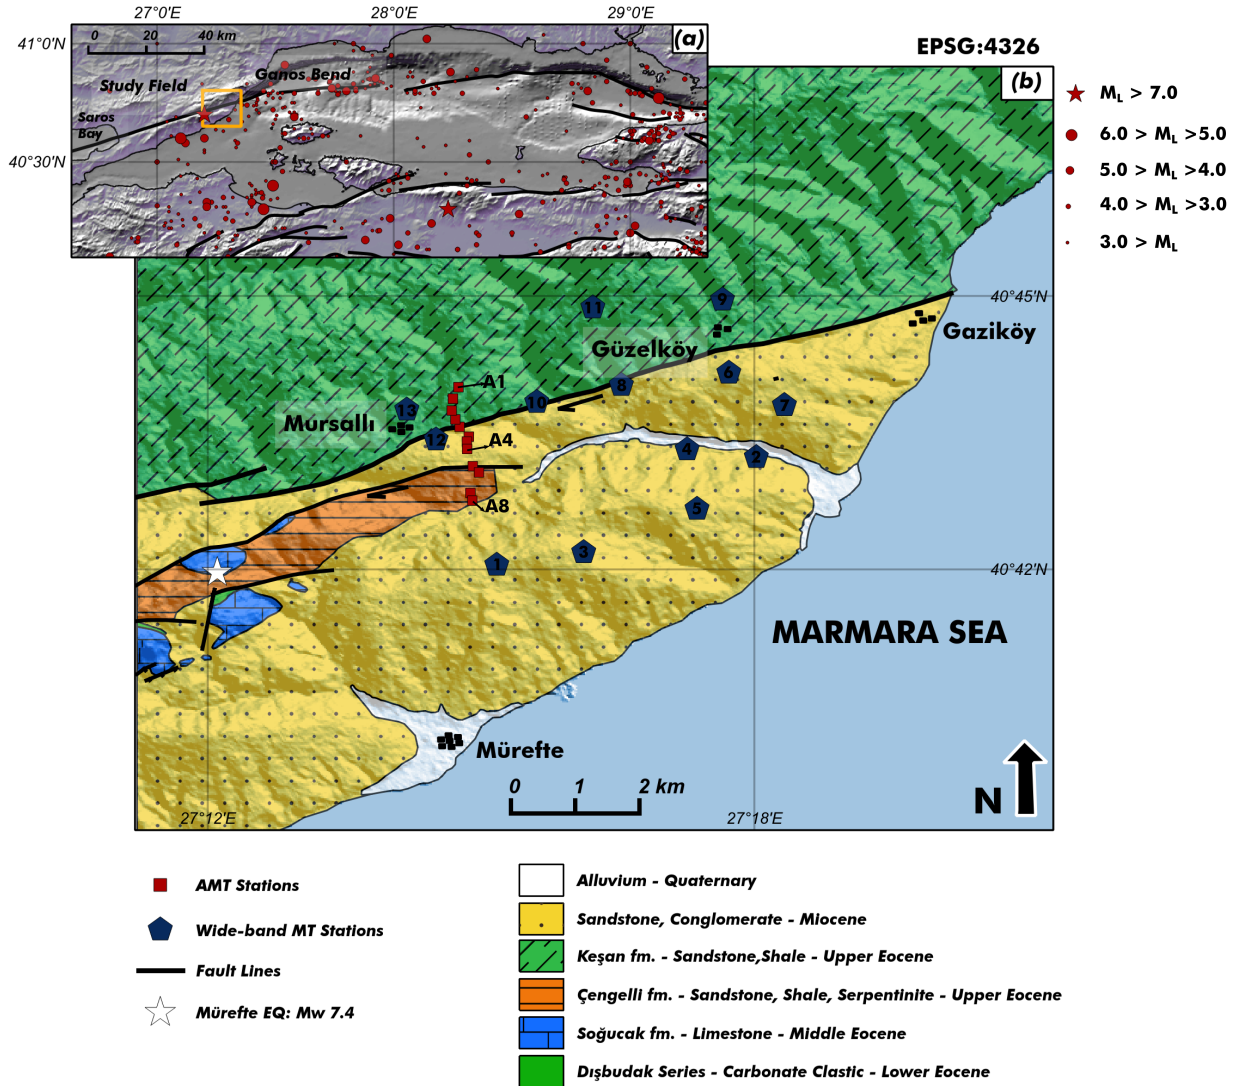 27°0'E 28°0'E 29°0'E
41°0'N
40°30'N
0 20 40 km
(a)
Study Field
Ganos Bend
Saros
Bay
EPSG:4326
(b)
M_L > 7.0
6.0 > M_L >5.0
5.0 > M_L >4.0
4.0 > M_L >3.0
3.0 > M_L
40°45'N
11
9
Gaziköy
Güzelköy
6
A1
8
7
10
13
Mursallı
12
A4
4
2
A8
5
3
1
40°42'N
MARMARA SEA
Mürefte
0 1 2 km
N
27°12'E 27°18'E
AMT Stations
Wide-band MT Stations
Fault Lines
Mürefte EQ: Mw 7.4
Alluvium - Quaternary
Sandstone, Conglomerate - Miocene
Keşan fm. - Sandstone,Shale - Upper Eocene
Çengelli fm. - Sandstone, Shale, Serpentinite - Upper Eocene
Soğucak fm. - Limestone - Middle Eocene
Dışbudak Series - Carbonate Clastic - Lower Eocene